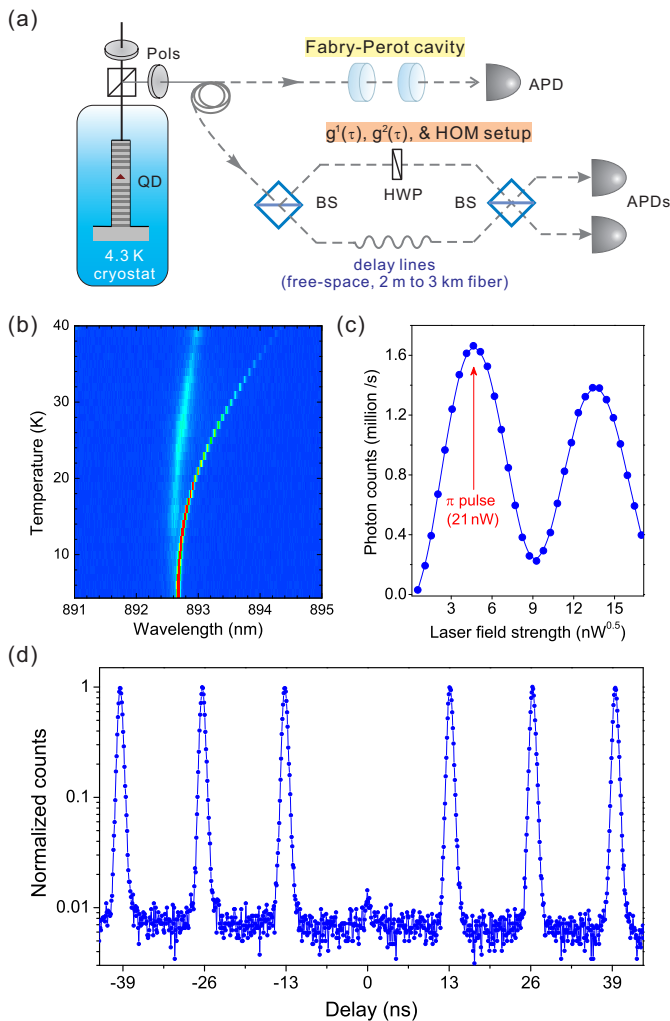 (a)
Pols
Fabry-Perot cavity
APD
g¹(τ), g²(τ), & HOM setup
QD
BS
HWP
BS
APDs
4.3 K
cryostat
delay lines
(free-space, 2 m to 3 km fiber)
(b)
40
30
20
10
Temperature (K)
891
892
893
894
895
Wavelength (nm)
(c)
1.6
1.2
0.8
0.4
0.0
Photon counts (million /s)
π pulse
(21 nW)
3
6
9
12
15
Laser field strength (nW⁰·⁵)
(d)
1
0.1
0.01
Normalized counts
-39
-26
-13
0
13
26
39
Delay (ns)